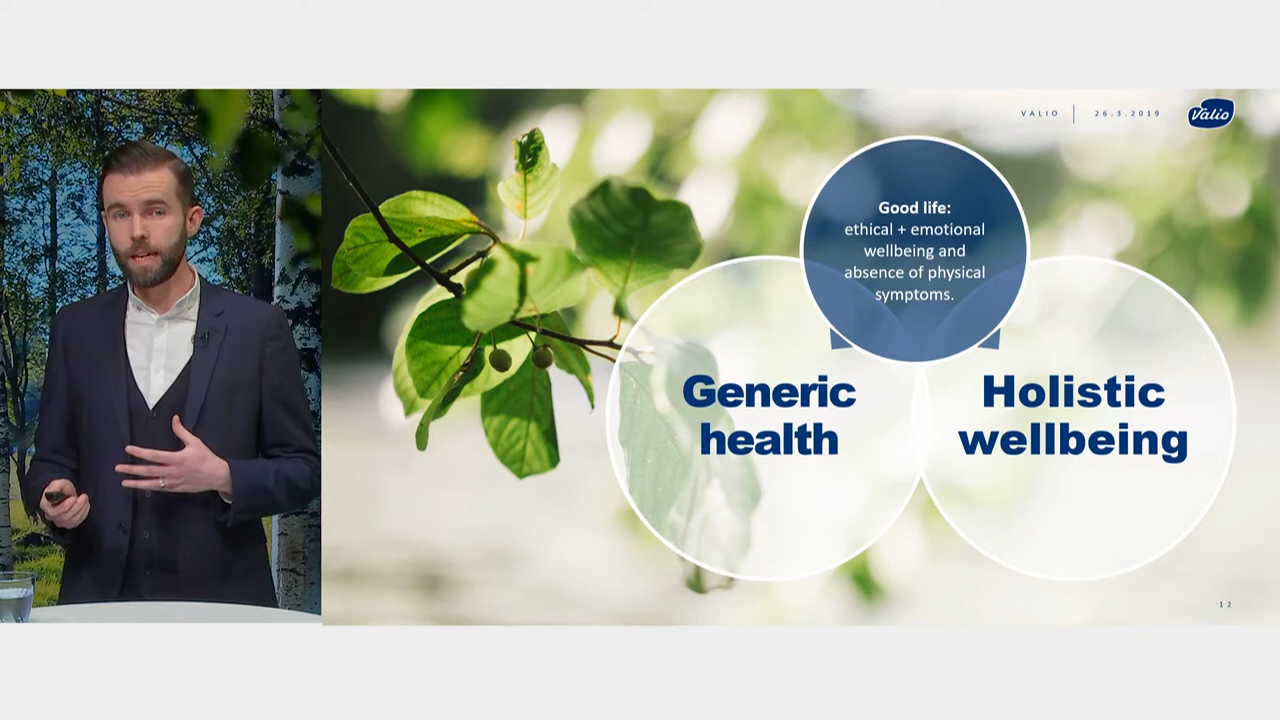 VALIO 26.3.2019 Valio
Good life:
ethical + emotional
wellbeing and
absence of physical
symptoms.
Generic
health
Holistic
wellbeing
12